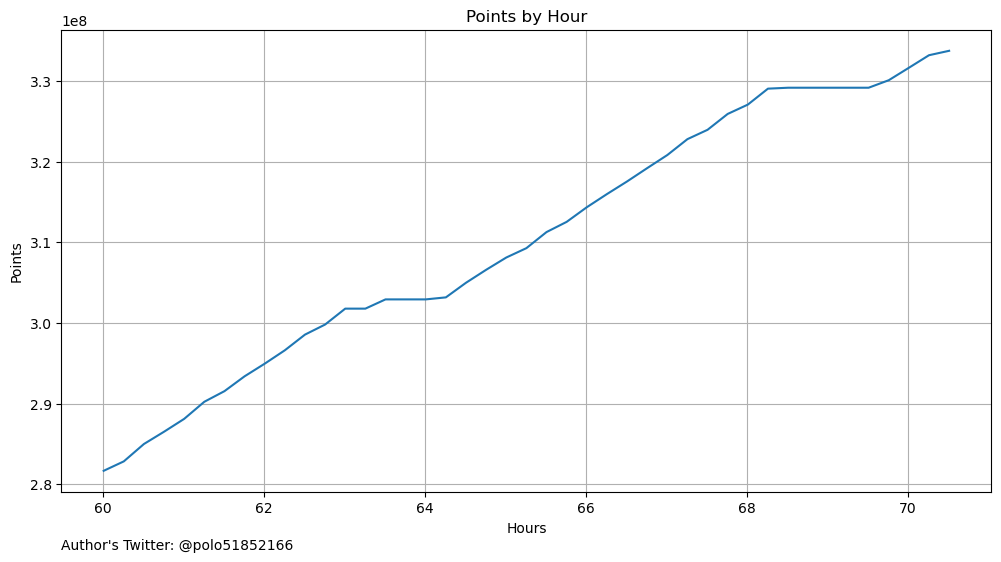 Points by Hour
1e8
3.3
3.2
3.1
3.0
2.9
2.8
Points
60 62 64 66 68 70
Hours
Author's Twitter: @polo51852166